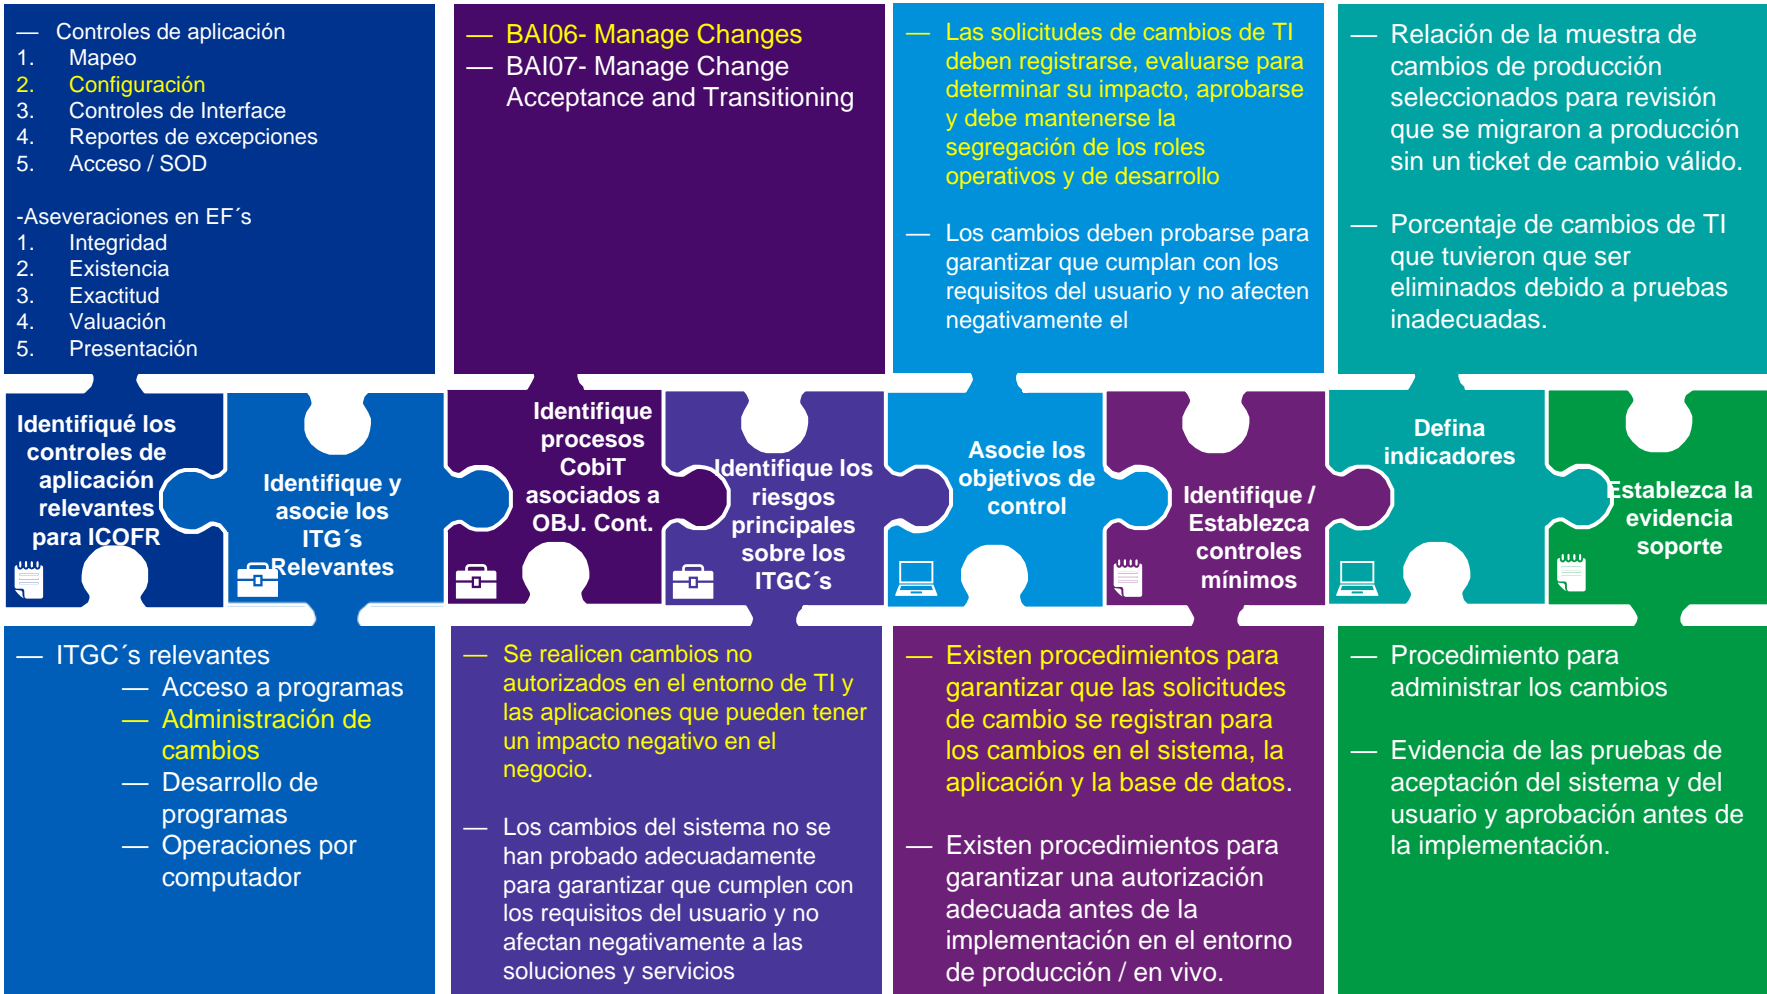 — Controles de aplicación
1. Mapeo
2. Configuración
3. Controles de Interface
4. Reportes de excepciones
5. Acceso / SOD
-Aseveraciones en EF´s
1. Integridad
2. Existencia
3. Exactitud
4. Valuación
5. Presentación
— BAI06- Manage Changes
— BAI07- Manage Change
Acceptance and Transitioning
— Las solicitudes de cambios de TI
deben registrarse, evaluarse para
determinar su impacto, aprobarse
y debe mantenerse la
segregación de los roles
operativos y de desarrollo
— Los cambios deben probarse para
garantizar que cumplan con los
requisitos del usuario y no afecten
negativamente el
— Relación de la muestra de
cambios de producción
seleccionados para revisión
que se migraron a producción
sin un ticket de cambio válido.
— Porcentaje de cambios de TI
que tuvieron que ser
eliminados debido a pruebas
inadecuadas.
Identifiqué los
controles de
aplicación
relevantes
para ICOFR
Identifique y
asocie los
ITG´s
Relevantes
Identifique
procesos
CobiT
asociados a
OBJ. Cont.
Identifique los
riesgos
principales
sobre los
ITGC´s
Asocie los
objetivos de
control
Identifique /
Establezca
controles
mínimos
Defina
indicadores
Establezca la
evidencia
soporte
— ITGC´s relevantes
— Acceso a programas
— Administración de
cambios
— Desarrollo de
programas
— Operaciones por
computador
— Se realicen cambios no
autorizados en el entorno de TI y
las aplicaciones que pueden tener
un impacto negativo en el
negocio.
— Los cambios del sistema no se
han probado adecuadamente
para garantizar que cumplen con
los requisitos del usuario y no
afectan negativamente a las
soluciones y servicios
— Existen procedimientos para
garantizar que las solicitudes
de cambio se registran para
los cambios en el sistema, la
aplicación y la base de datos.
— Existen procedimientos para
garantizar una autorización
adecuada antes de la
implementación en el entorno
de producción / en vivo.
— Procedimiento para
administrar los cambios
— Evidencia de las pruebas de
aceptación del sistema y del
usuario y aprobación antes de
la implementación.